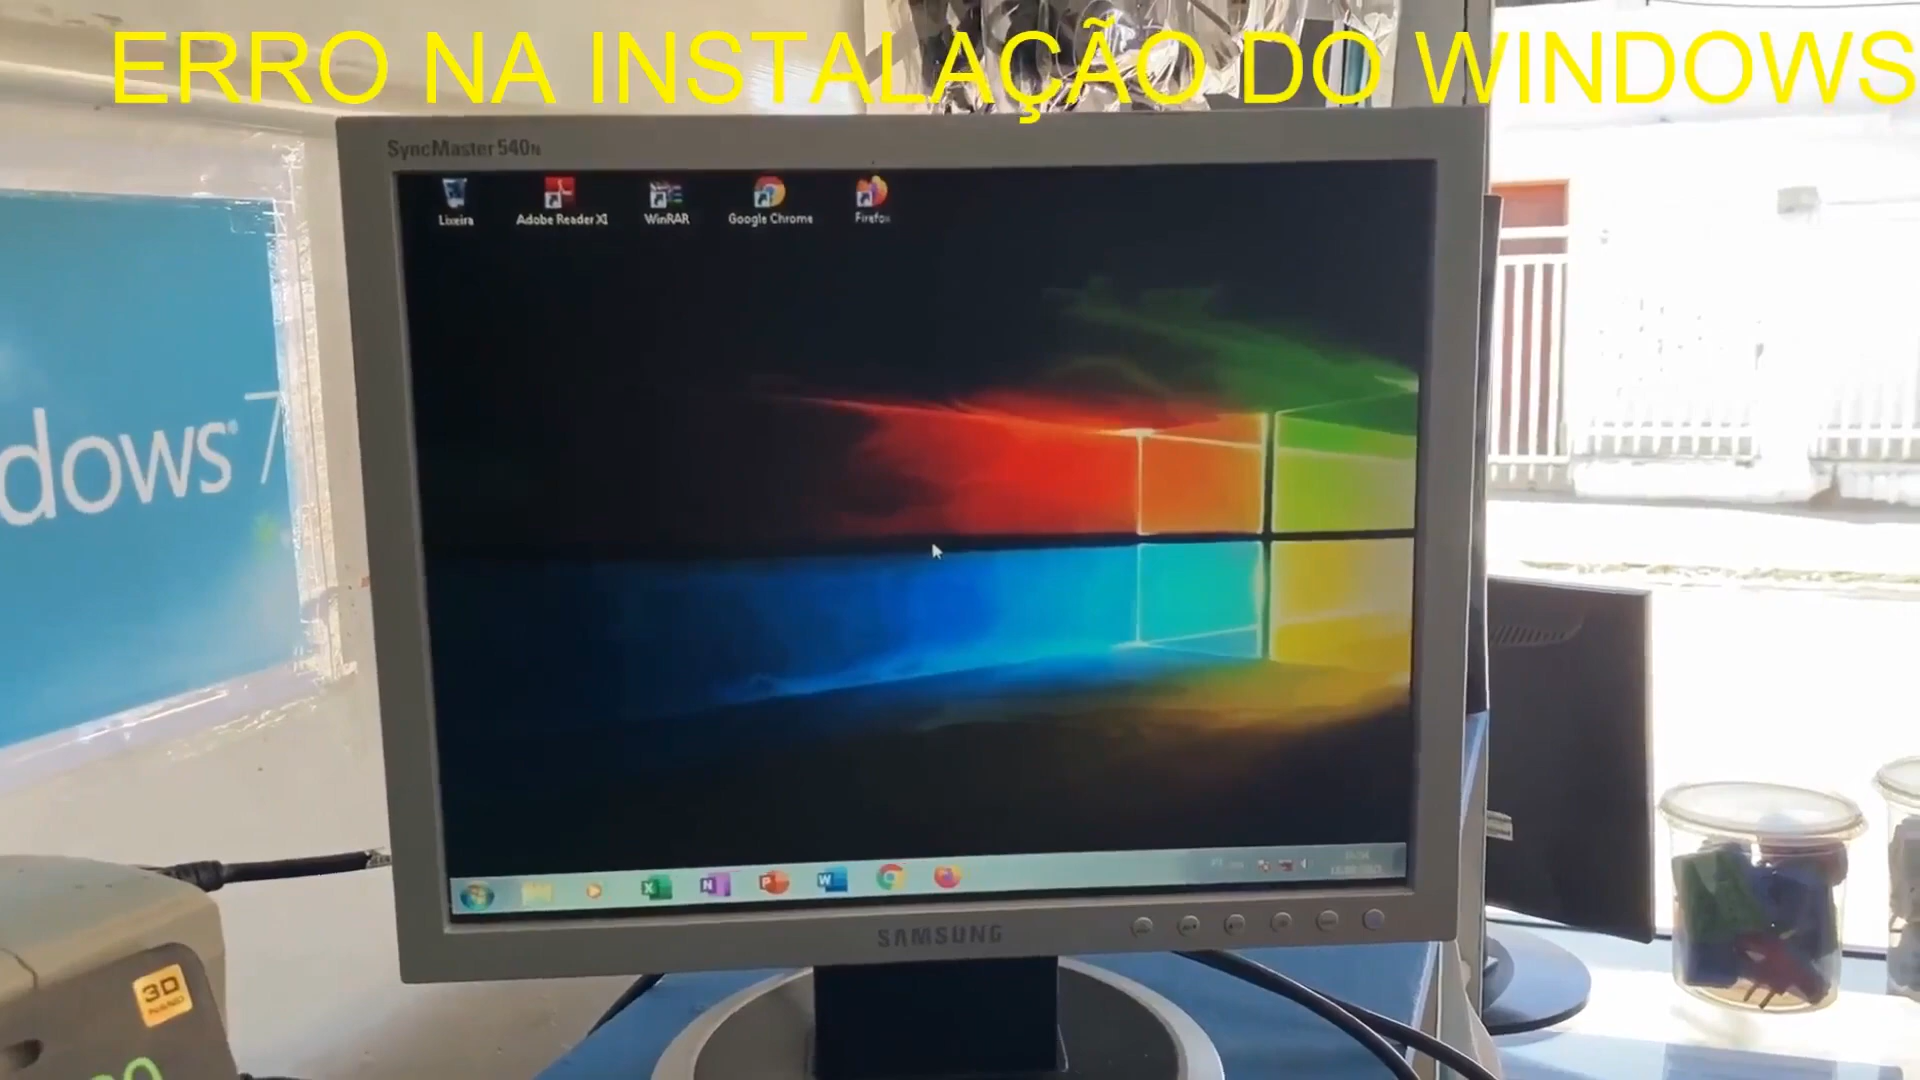 ERRO NA INSTALAÇÃO DO WINDOWS
SyncMaster 540N
Lixeira
Adobe Reader XI
WinRAR
Google Chrome
Firefox
dows 7
SAMSUNG
3D
NAND